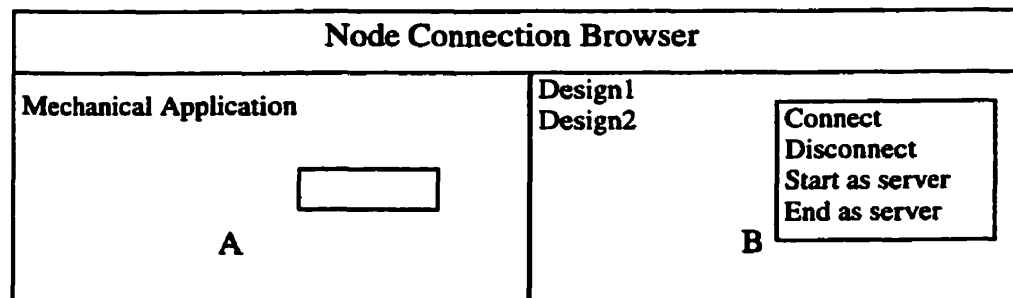 Node Connection Browser
Mechanical Application
A
Design1
Design2
Connect
Disconnect
Start as server
End as server
B